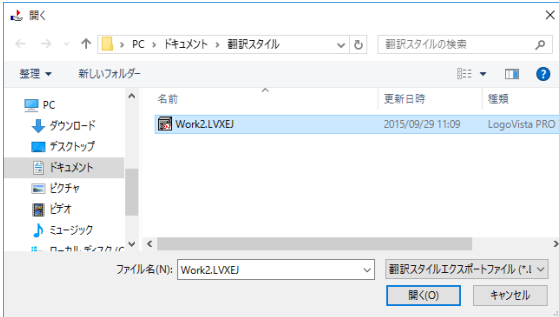 開く
PC › ドキュメント › 翻訳スタイル
翻訳スタイルの検索
整理 新しいフォルダー
名前 更新日時 種類
PC
ダウンロード
デスクトップ
ドキュメント
ピクチャ
ビデオ
ミュージック
Work2.LVXEJ 2015/09/29 11:09 LogoVista PRO
ファイル名(N): Work2.LVXEJ
翻訳スタイルエクスポートファイル (*.L
開く(O) キャンセル